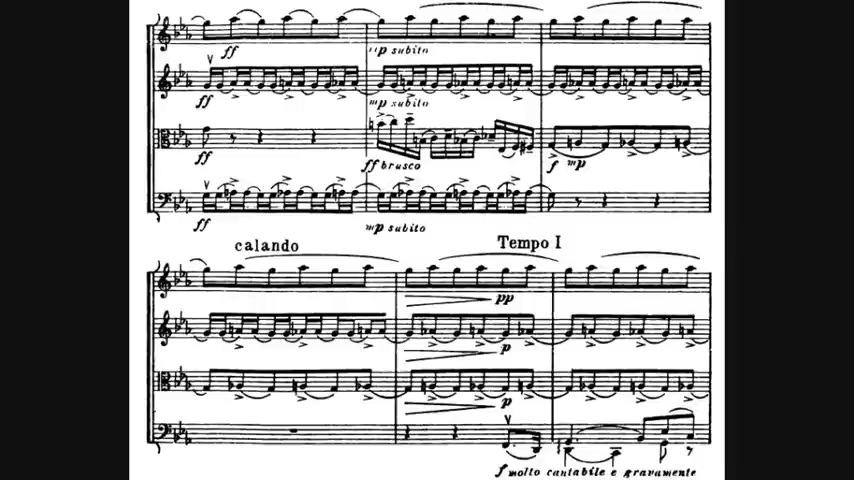 ff mp subito
ff mp subito
ff ff brusco f mp
ff mp subito
calando Tempo I
pp
p
p
f molto cantabile e gravamente